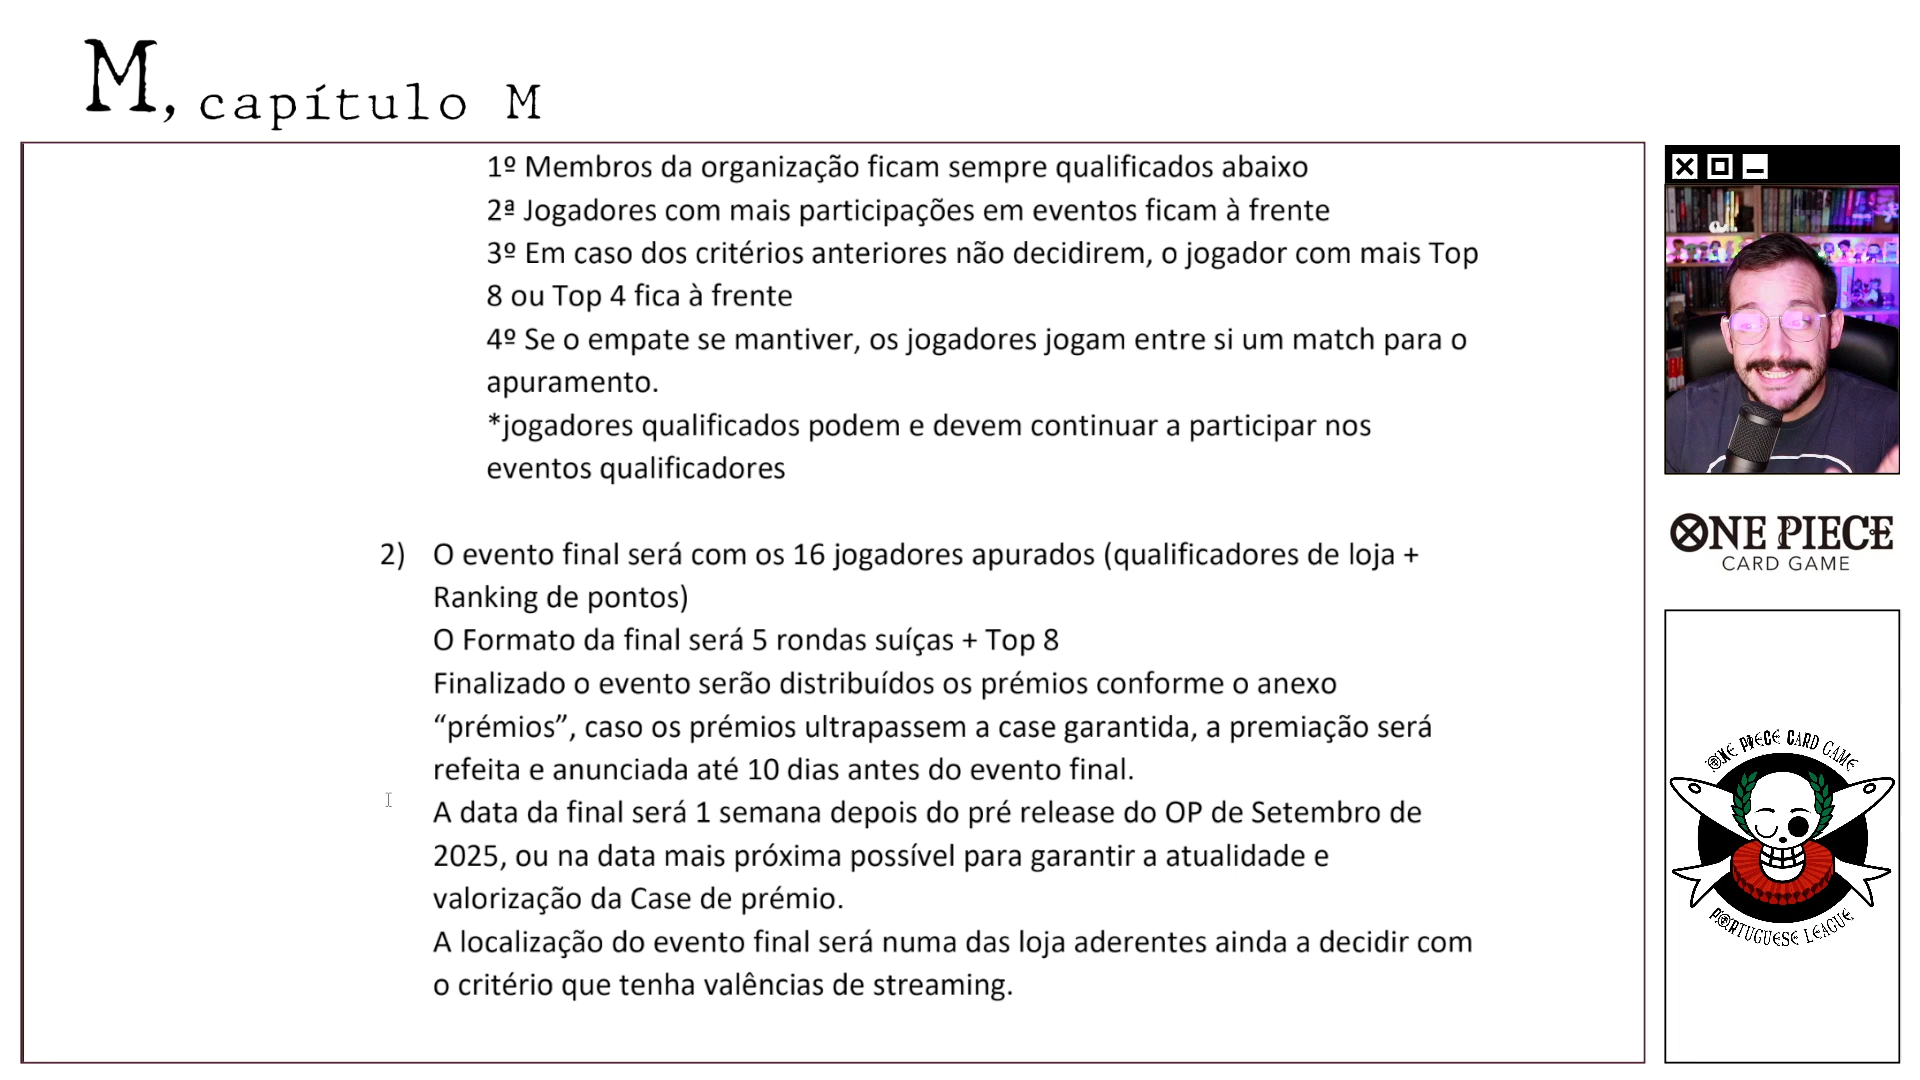 M, capítulo M
1º Membros da organização ficam sempre qualificados abaixo
2ª Jogadores com mais participações em eventos ficam à frente
3º Em caso dos critérios anteriores não decidirem, o jogador com mais Top
8 ou Top 4 fica à frente
4º Se o empate se mantiver, os jogadores jogam entre si um match para o
apuramento.
*jogadores qualificados podem e devem continuar a participar nos
eventos qualificadores
2) O evento final será com os 16 jogadores apurados (qualificadores de loja +
Ranking de pontos)
O Formato da final será 5 rondas suíças + Top 8
Finalizado o evento serão distribuídos os prémios conforme o anexo
“prémios”, caso os prémios ultrapassem a case garantida, a premiação será
refeita e anunciada até 10 dias antes do evento final.
A data da final será 1 semana depois do pré release do OP de Setembro de
2025, ou na data mais próxima possível para garantir a atualidade e
valorização da Case de prémio.
A localização do evento final será numa das loja aderentes ainda a decidir com
o critério que tenha valências de streaming.
ONE PIECE
CARD GAME
ONE PIECE CARD GAME
PORTUGUESE LEAGUE